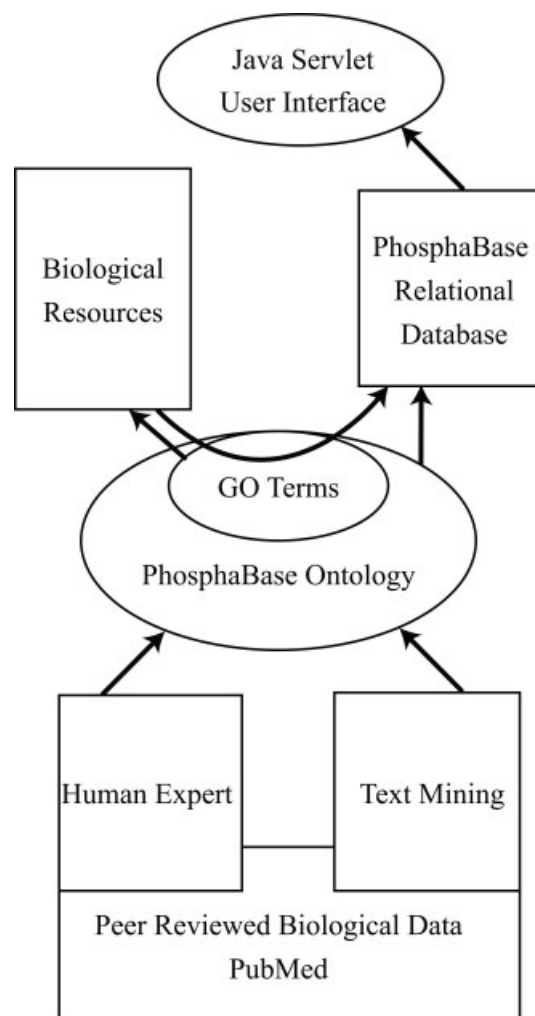 Java Servlet
User Interface
Biological
Resources
PhosphaBase
Relational
Database
GO Terms
PhosphaBase Ontology
Human Expert
Text Mining
Peer Reviewed Biological Data
PubMed